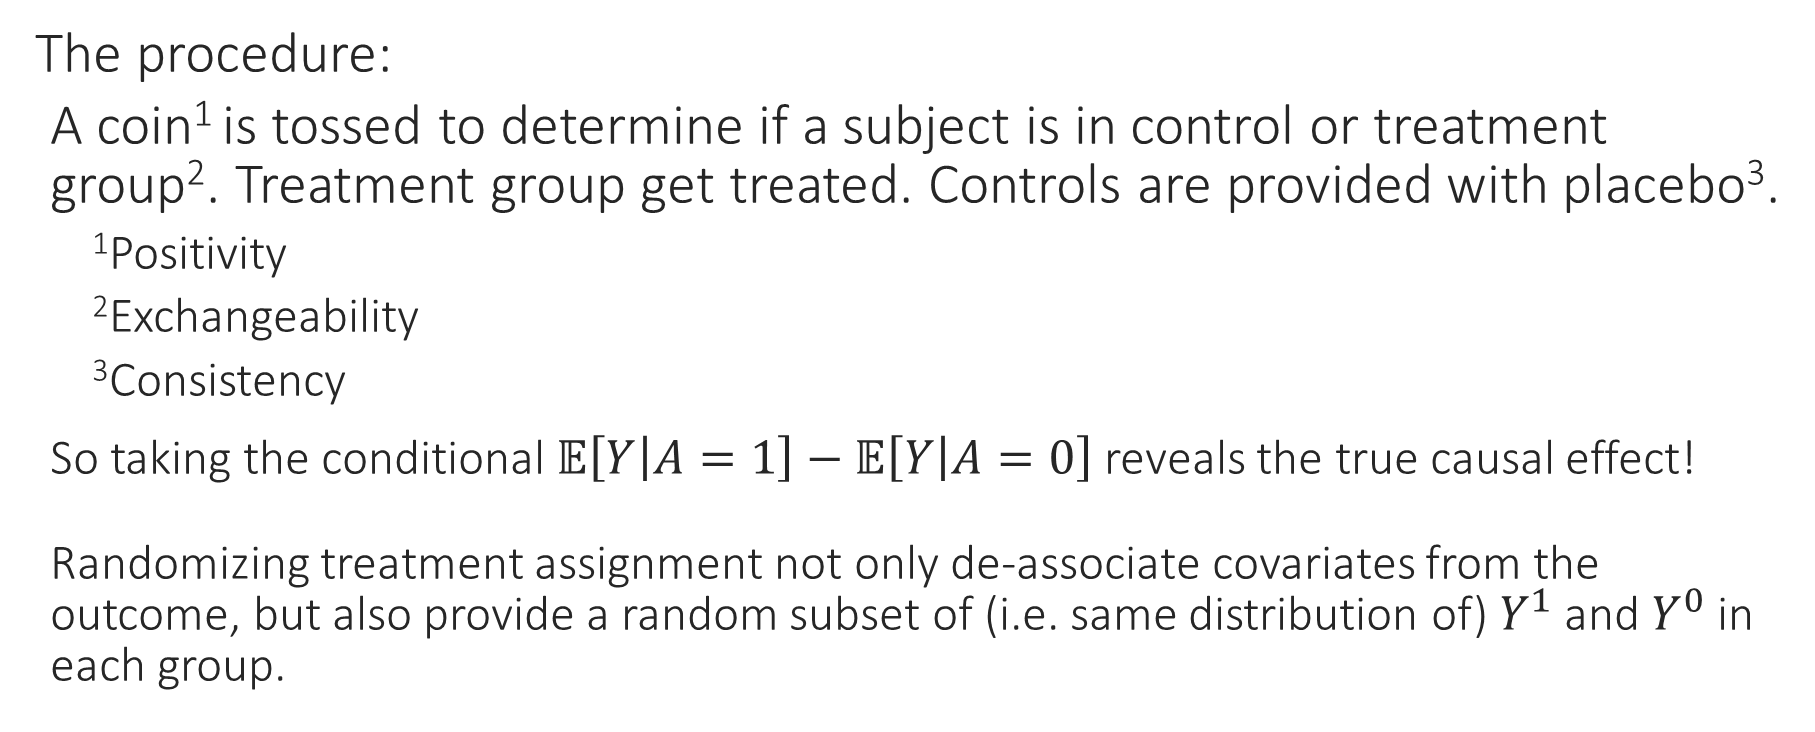 The procedure:
A coin¹ is tossed to determine if a subject is in control or treatment
group². Treatment group get treated. Controls are provided with placebo³.
¹Positivity
²Exchangeability
³Consistency
So taking the conditional 𝔼[Y|A = 1] − 𝔼[Y|A = 0] reveals the true causal effect!
Randomizing treatment assignment not only de-associate covariates from the
outcome, but also provide a random subset of (i.e. same distribution of) Y¹ and Y⁰ in
each group.